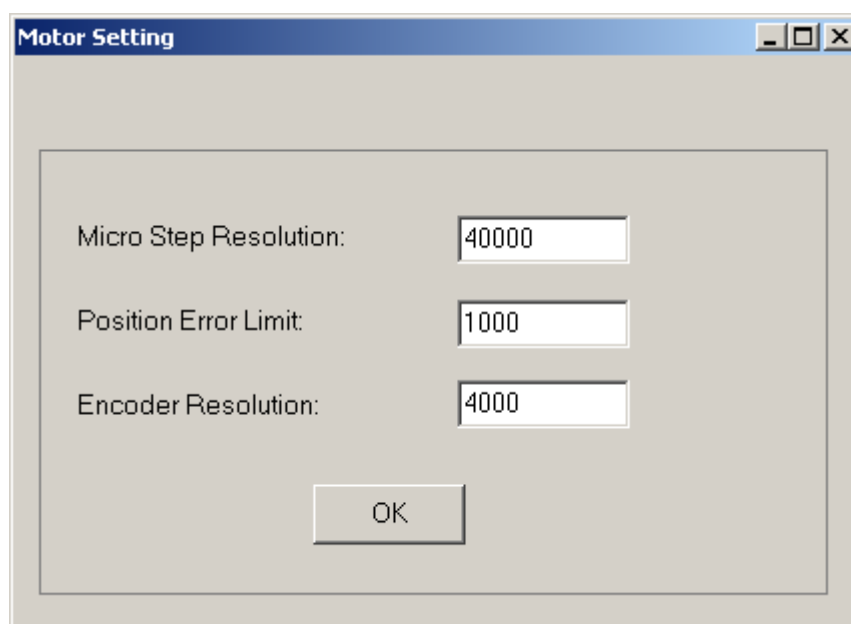 Motor Setting
Micro Step Resolution: 40000
Position Error Limit: 1000
Encoder Resolution: 4000
OK